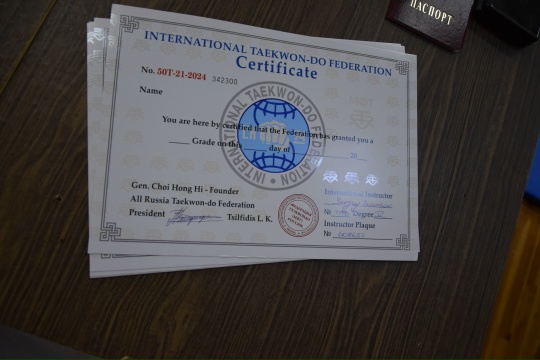 ПАСПОРТ
INTERNATIONAL TAEKWON-DO FEDERATION
Certificate
No. 50T-21-2024 342300
Name
INTERNATIONAL TAEKWON-DO FEDERATION
You are here by certified that the Federation has granted you a
Grade on this day of 20
Gen. Choi Hong Hi - Founder
All Russia Taekwon-do Federation
President Tsilfidis L. K.
International Instructor
№ Degree
Instructor Plaque
№